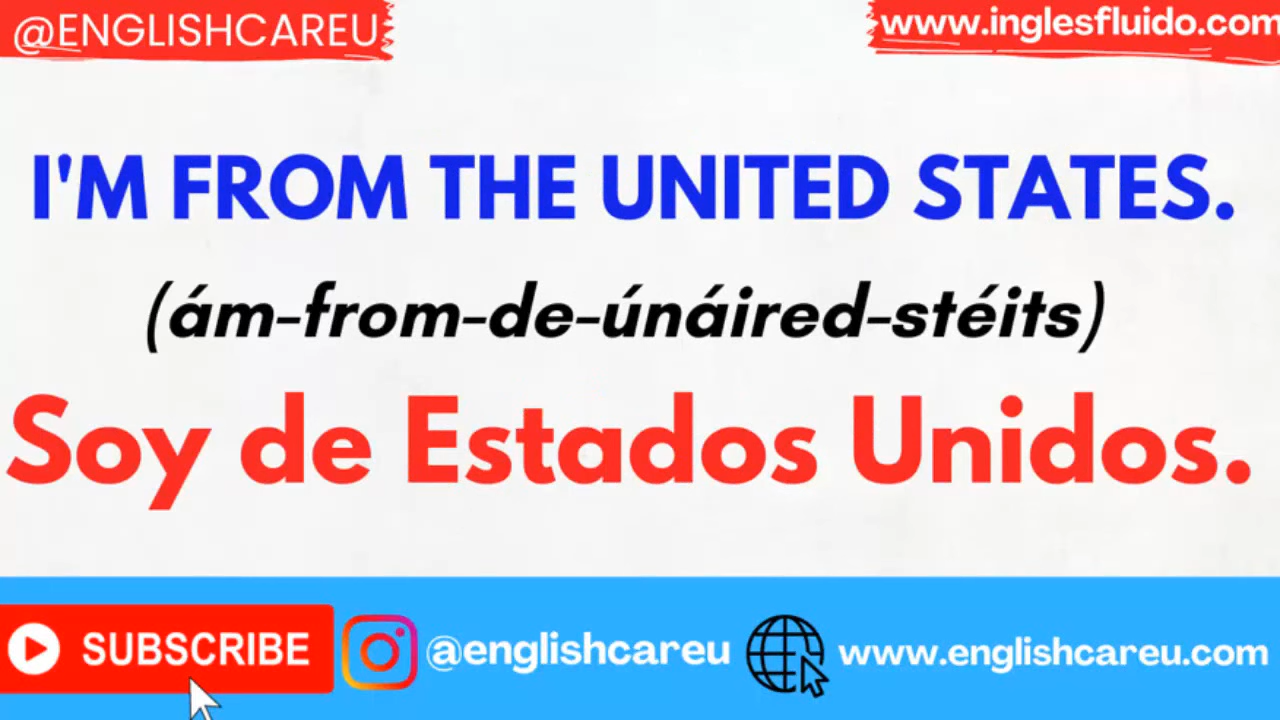 @ENGLISHCAREU
www.inglesfluido.com
I'M FROM THE UNITED STATES.
(ám-from-de-únáired-stéits)
Soy de Estados Unidos.
SUBSCRIBE
@englishcareu
www.englishcareu.com